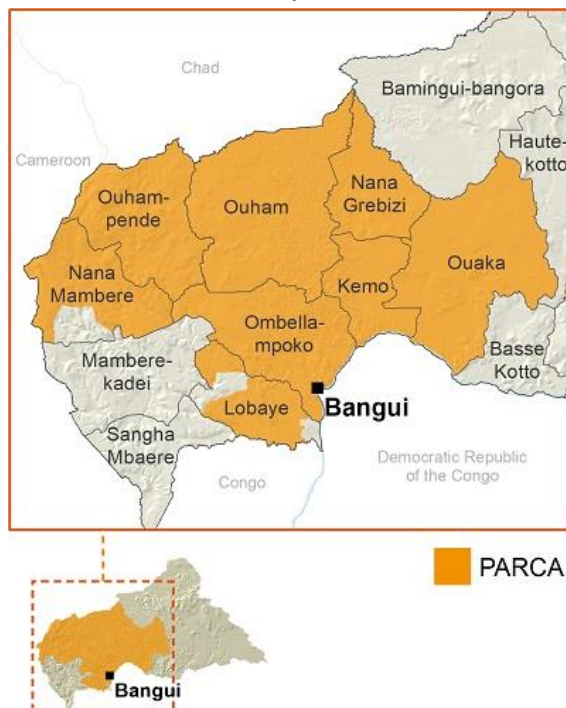 Chad
Bamingui-bangora
Haute-
kotto
Cameroon
Ouham-
pende
Ouham
Nana
Grebizi
Ouaka
Nana
Mambere
Kemo
Ombella-
mpoko
Basse
Kotto
Mambere-
kadei
Lobaye
Bangui
Sangha
Mbaere
Democratic Republic
of the Congo
Congo
PARCA
Bangui